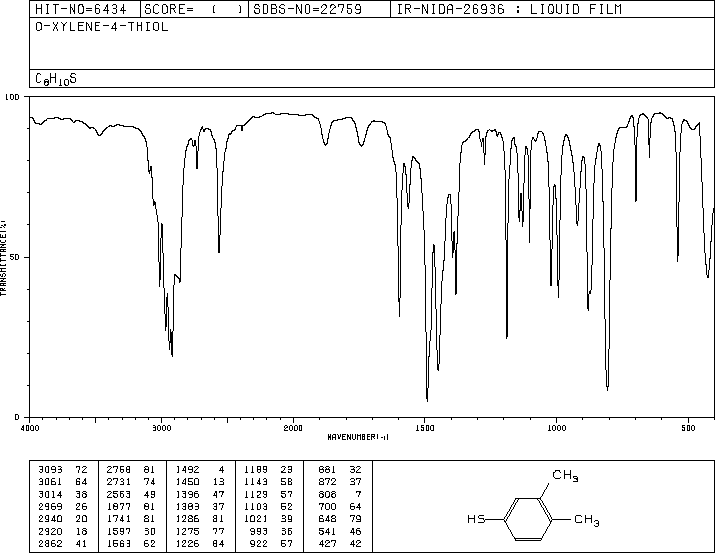 HIT-NO=6434 SCORE= ( ) SDBS-NO=22759 IR-NIDA-26936 : LIQUID FILM
O-XYLENE-4-THIOL
C8H10S
100
50
0
TRANSMITTANCE(%)
4000 3000 2000 1500 1000 500
WAVENUMBER(-1)
3093 72 2768 81 1492 4 1189 23 881 32
3061 64 2731 74 1450 13 1143 58 872 37
3014 38 2563 49 1396 47 1129 57 808 7
2969 26 1877 81 1383 37 1103 52 700 64
2940 20 1741 81 1286 81 1021 39 648 79
2920 18 1597 30 1275 77 993 36 541 46
2862 41 1563 62 1226 84 922 57 427 42
CH3
HS
CH3